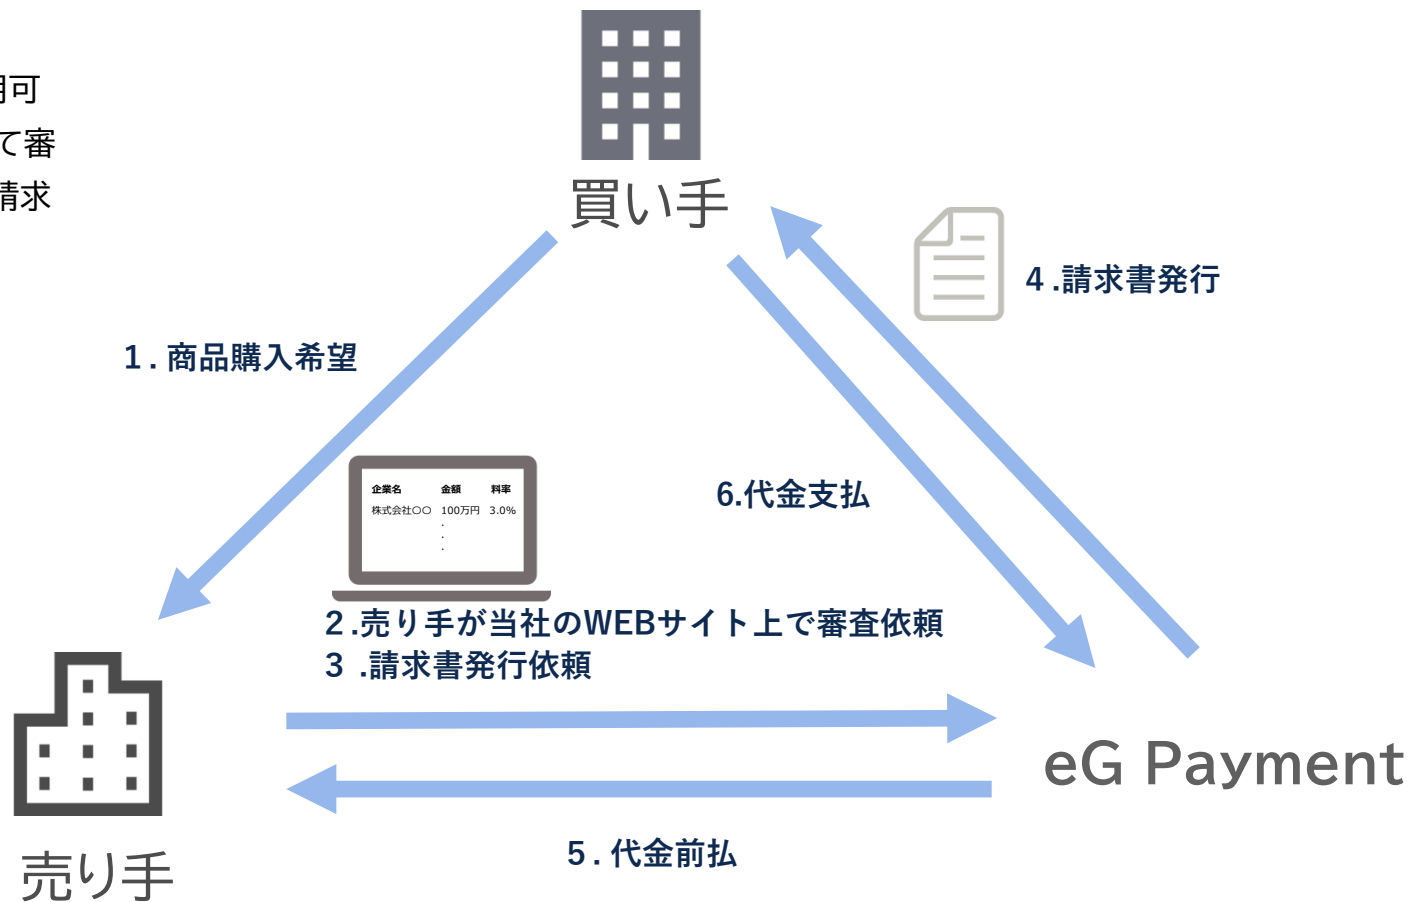 用可
て審
請求
買い手
４.請求書発行
１. 商品購入希望
企業名 金額 料率
株式会社〇〇 100万円 3.0%
.
.
.
6.代金支払
２.売り手が当社のWEBサイト上で審査依頼
３ .請求書発行依頼
eG Payment
５. 代金前払
売り手